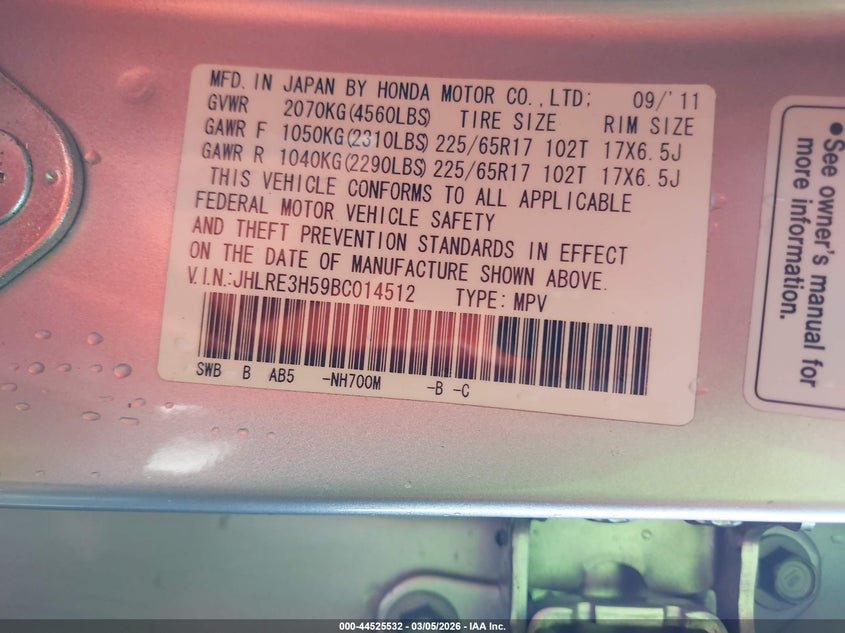 MFD. IN JAPAN BY HONDA MOTOR CO.,LTD; 09/'11
GVWR 2070KG(4560LBS) TIRE SIZE RIM SIZE
GAWR F 1050KG(2310LBS) 225/65R17 102T 17X6.5J
GAWR R 1040KG(2290LBS) 225/65R17 102T 17X6.5J
THIS VEHICLE CONFORMS TO ALL APPLICABLE
FEDERAL MOTOR VEHICLE SAFETY
AND THEFT PREVENTION STANDARDS IN EFFECT
ON THE DATE OF MANUFACTURE SHOWN ABOVE.
V.I.N.:JHLRE3H59BC014512 TYPE: MPV
SWB B AB5 -NH700M -B -C
•See owner's manual for
more information.
000-44525532 - 03/05/2026 - IAA Inc.